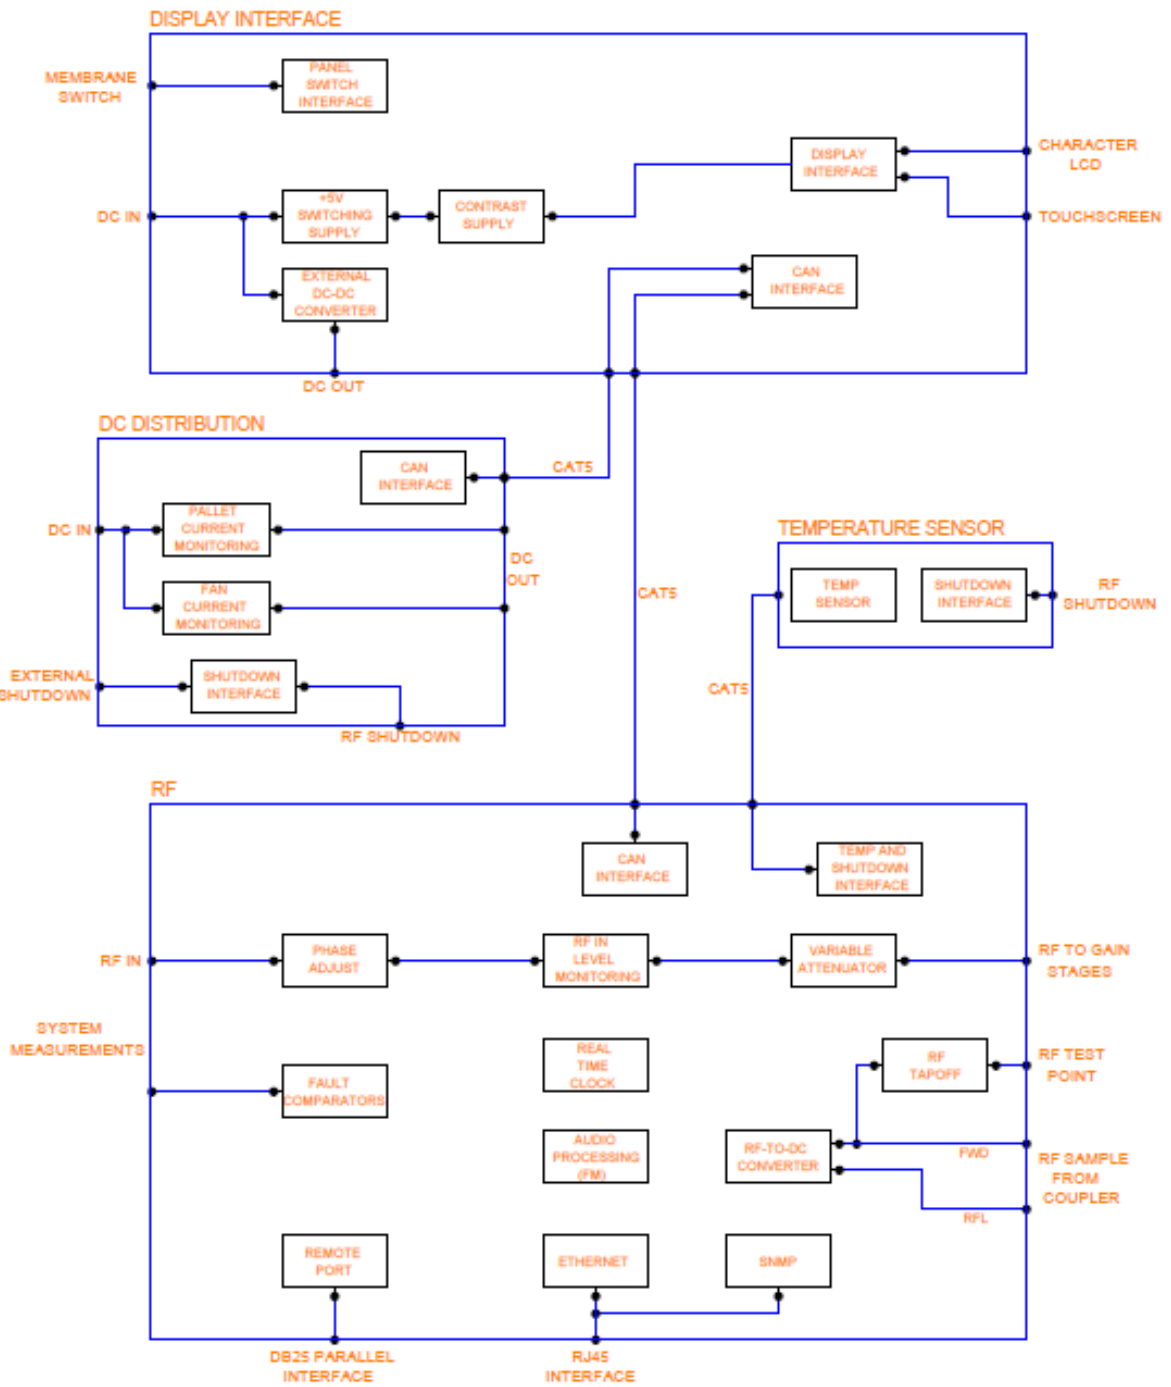 DISPLAY INTERFACE
MEMBRANE
SWITCH
PANEL
SWITCH
INTERFACE
DISPLAY
INTERFACE
CHARACTER
LCD
DC IN
+5V
SWITCHING
SUPPLY
CONTRAST
SUPPLY
TOUCHSCREEN
EXTERNAL
DC-DC
CONVERTER
CAN
INTERFACE
DC OUT
DC DISTRIBUTION
CAN
INTERFACE
CAT5
DC IN
PALLET
CURRENT
MONITORING
DC
OUT
FAN
CURRENT
MONITORING
EXTERNAL
SHUTDOWN
SHUTDOWN
INTERFACE
RF SHUTDOWN
CAT5
TEMPERATURE SENSOR
TEMP
SENSOR
SHUTDOWN
INTERFACE
RF
SHUTDOWN
CAT5
RF
CAN
INTERFACE
TEMP AND
SHUTDOWN
INTERFACE
RF IN
PHASE
ADJUST
RF IN
LEVEL
MONITORING
VARIABLE
ATTENUATOR
RF TO GAIN
STAGES
SYSTEM
MEASUREMENTS
REAL
TIME
CLOCK
RF
TAPOFF
RF TEST
POINT
FAULT
COMPARATORS
AUDIO
PROCESSING
(FM)
RF-TO-DC
CONVERTER
FWD
RFL
RF SAMPLE
FROM
COUPLER
REMOTE
PORT
ETHERNET
SNMP
DB25 PARALLEL
INTERFACE
RJ45
INTERFACE